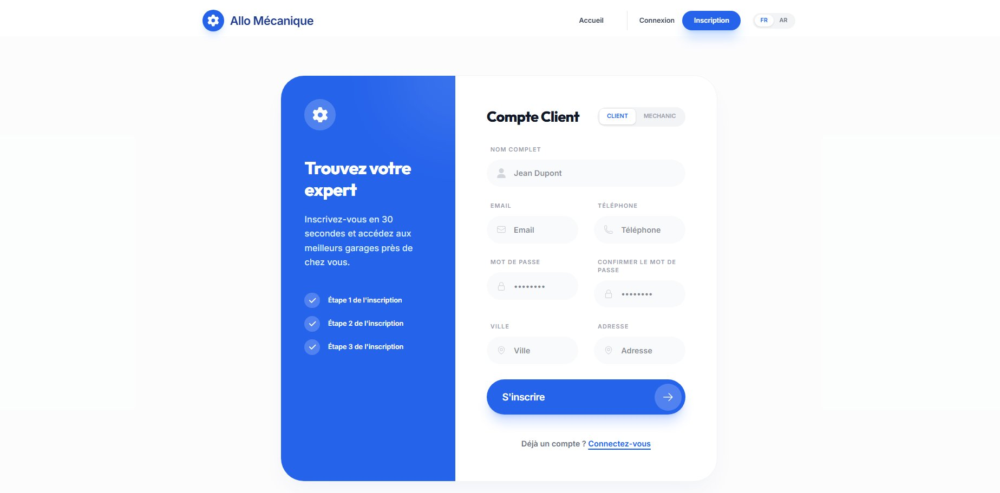 Allo Mécanique
Accueil
Connexion
Inscription
FR
AR
Trouvez votre
expert
Inscrivez-vous en 30
secondes et accédez aux
meilleurs garages près de
chez vous.
Étape 1 de l'inscription
Étape 2 de l'inscription
Étape 3 de l'inscription
Compte Client
CLIENT
MECHANIC
NOM COMPLET
Jean Dupont
EMAIL
TÉLÉPHONE
Email
Téléphone
MOT DE PASSE
CONFIRMER LE MOT DE
PASSE
••••••••
••••••••
VILLE
ADRESSE
Ville
Adresse
S'inscrire
Déjà un compte ? Connectez-vous